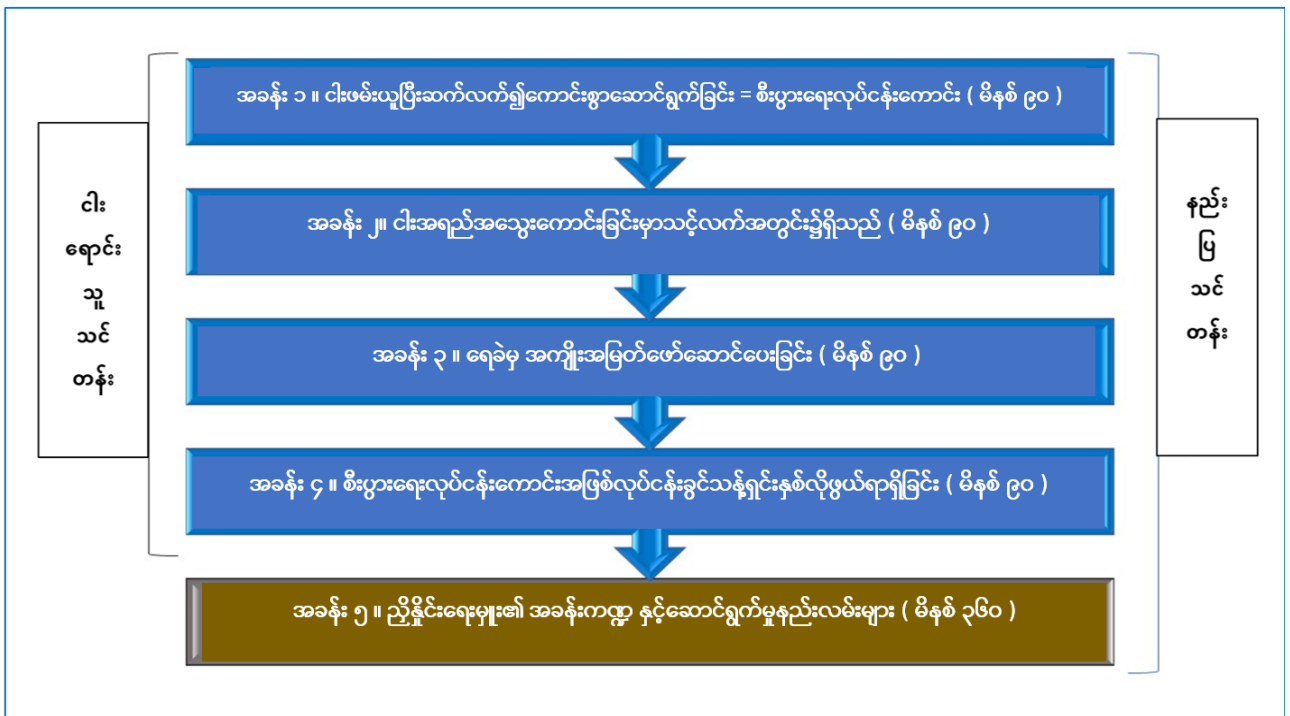 အခန်း ၁ ။ ငါးဖမ်းယူပြီးဆက်လက်၍ကောင်းစွာဆောင်ရွက်ခြင်း = စီးပွားရေးလုပ်ငန်းကောင်း ( မိနစ် ၉၀ )
ငါး
ရောင်း
သူ
သင်
တန်း
အခန်း ၂။ ငါးအရည်အသွေးကောင်းခြင်းမှာသင့်လက်အတွင်း၌ရှိသည် ( မိနစ် ၉၀ )
အခန်း ၃ ။ ရေခဲမှ အကျိုးအမြတ်ဖော်ဆောင်ပေးခြင်း ( မိနစ် ၉၀ )
အခန်း ၄ ။ စီးပွားရေးလုပ်ငန်းကောင်းအဖြစ်လုပ်ငန်းခွင်သန့်ရှင်းနှစ်လိုဖွယ်ရာရှိခြင်း ( မိနစ် ၉၀ )
အခန်း ၅ ။ ညှိနှိုင်းရေးမှူး၏ အခန်းကဏ္ဍ နှင့်ဆောင်ရွက်မှုနည်းလမ်းများ ( မိနစ် ၃၆၀ )
နည်း
ပြ
သင်
တန်း